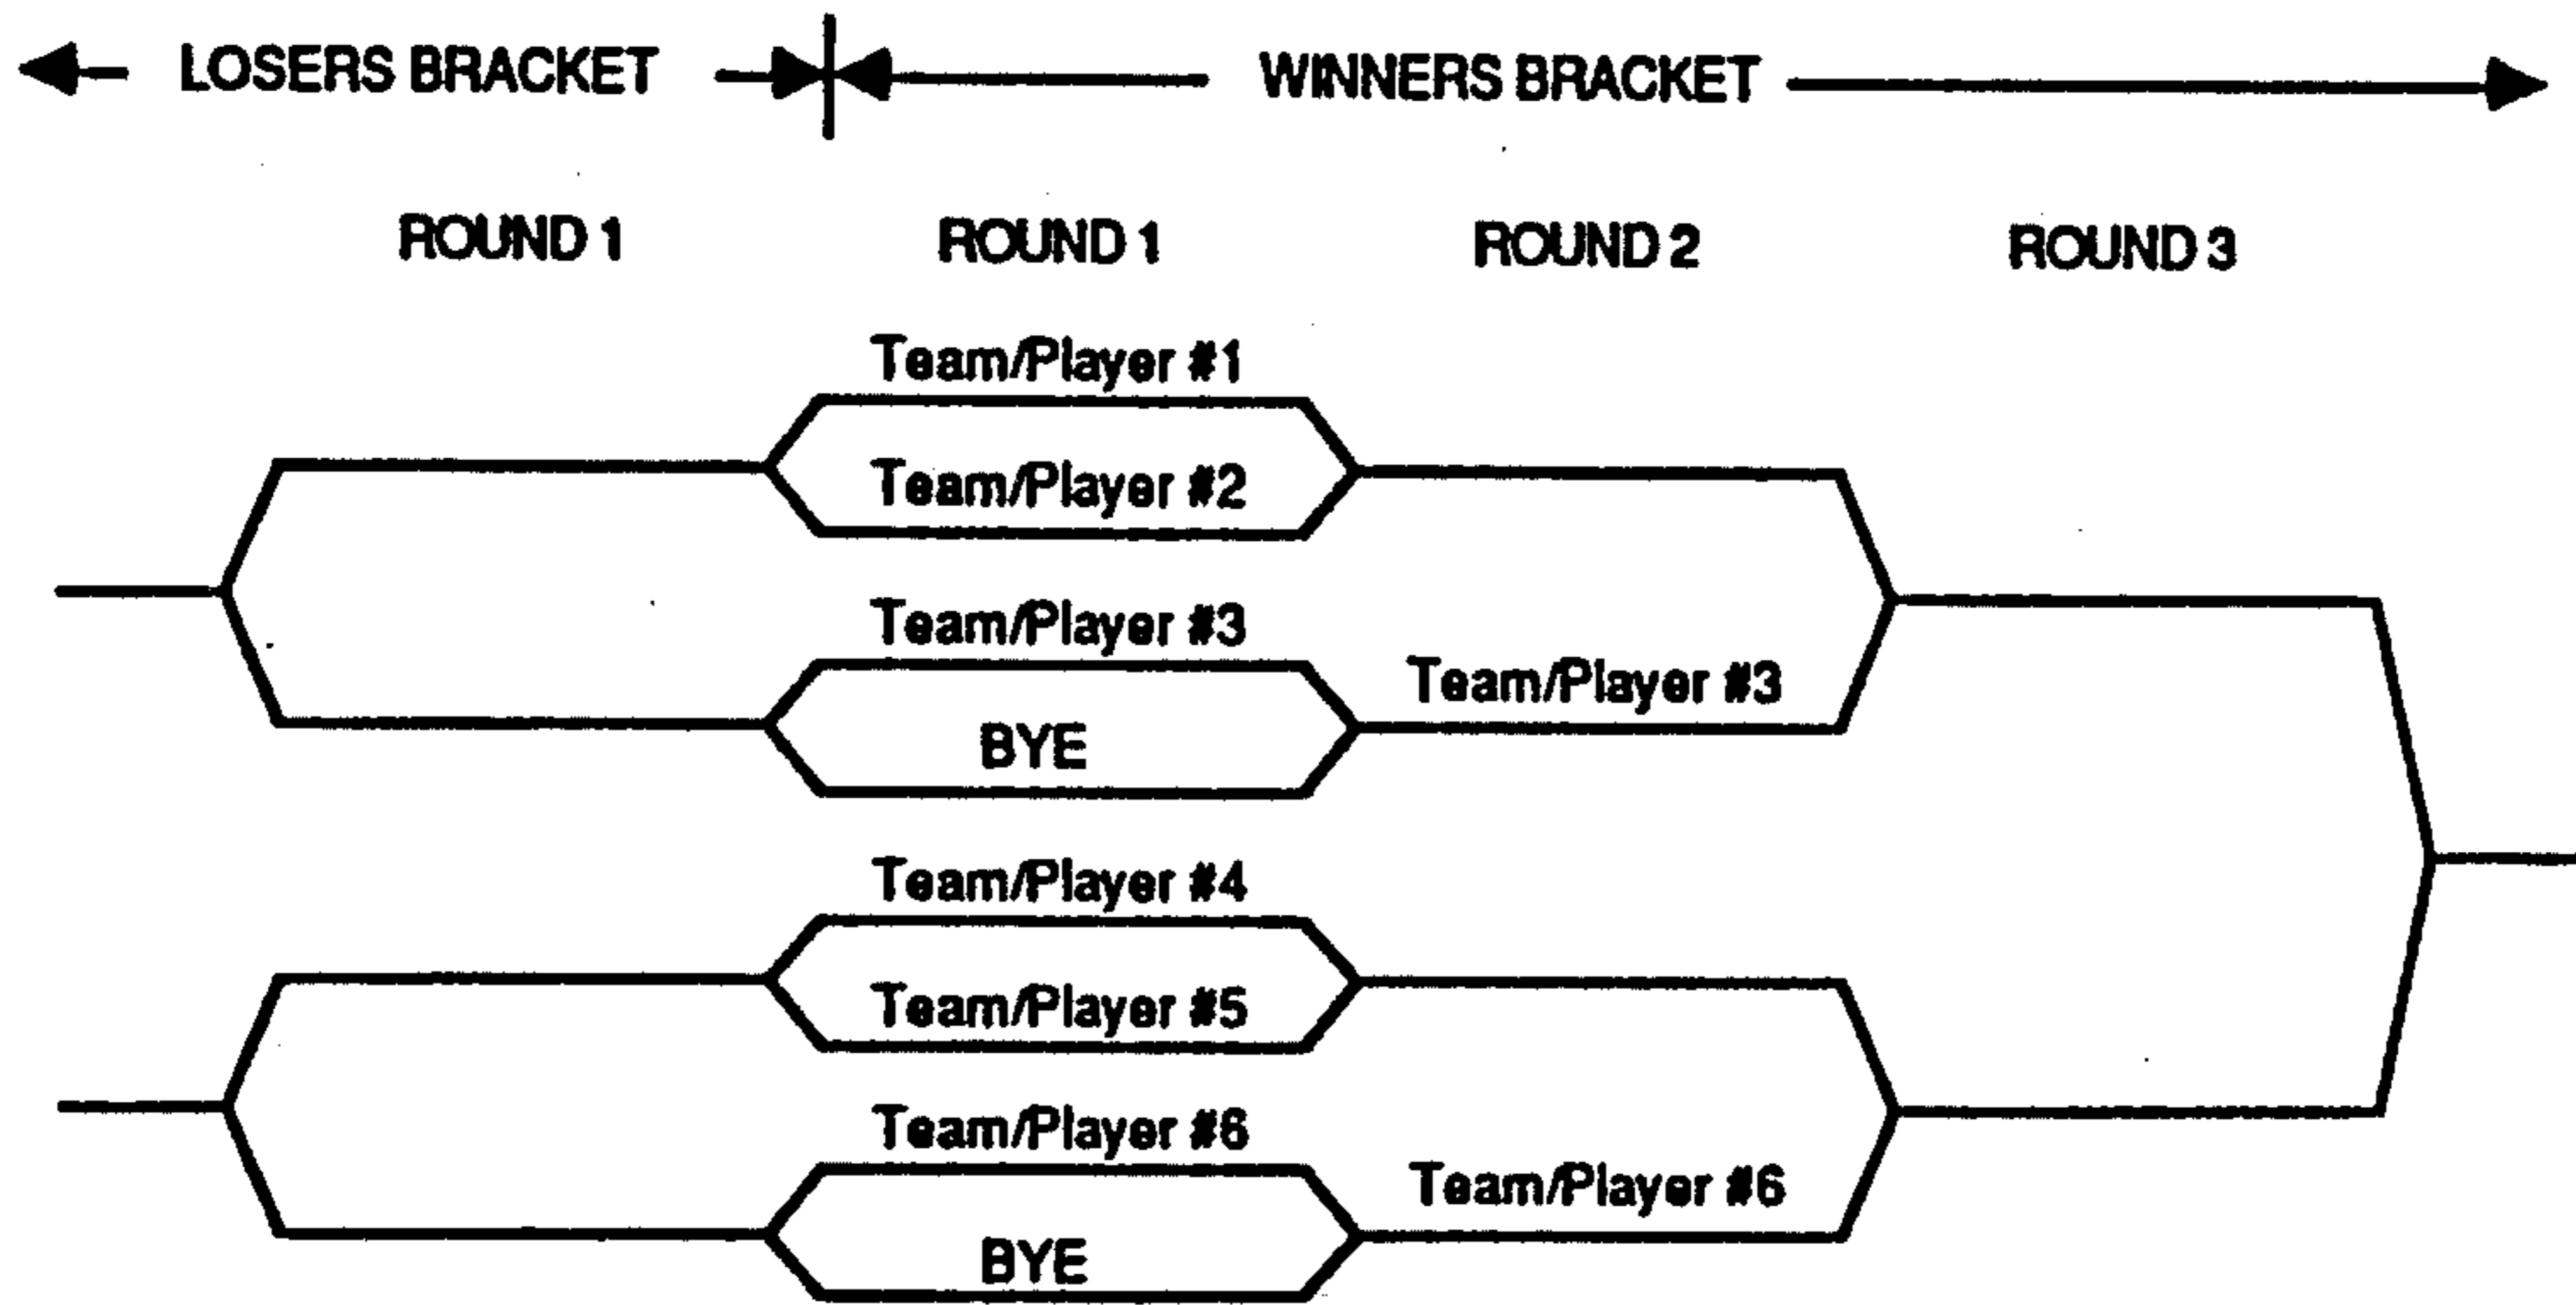 LOSERS BRACKET WINNERS BRACKET
ROUND 1 ROUND 1 ROUND 2 ROUND 3
Team/Player #1
Team/Player #2
Team/Player #3
Team/Player #3
BYE
Team/Player #4
Team/Player #5
Team/Player #6
Team/Player #6
BYE